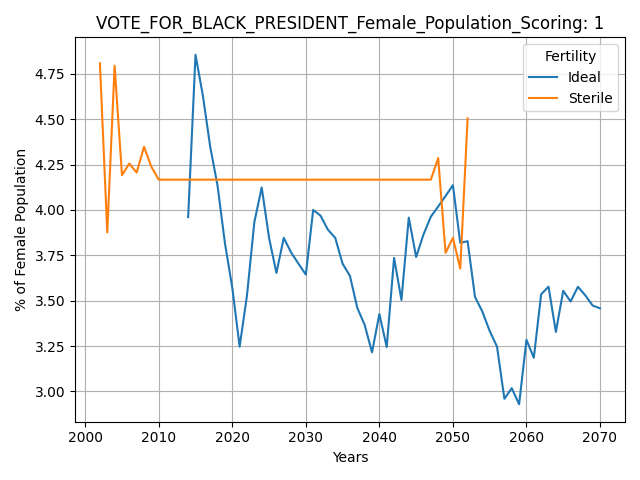 VOTE_FOR_BLACK_PRESIDENT_Female_Population_Scoring: 1
Fertility
Ideal
Sterile
4.75
4.50
4.25
4.00
3.75
3.50
3.25
3.00
% of Female Population
2000 2010 2020 2030 2040 2050 2060 2070
Years